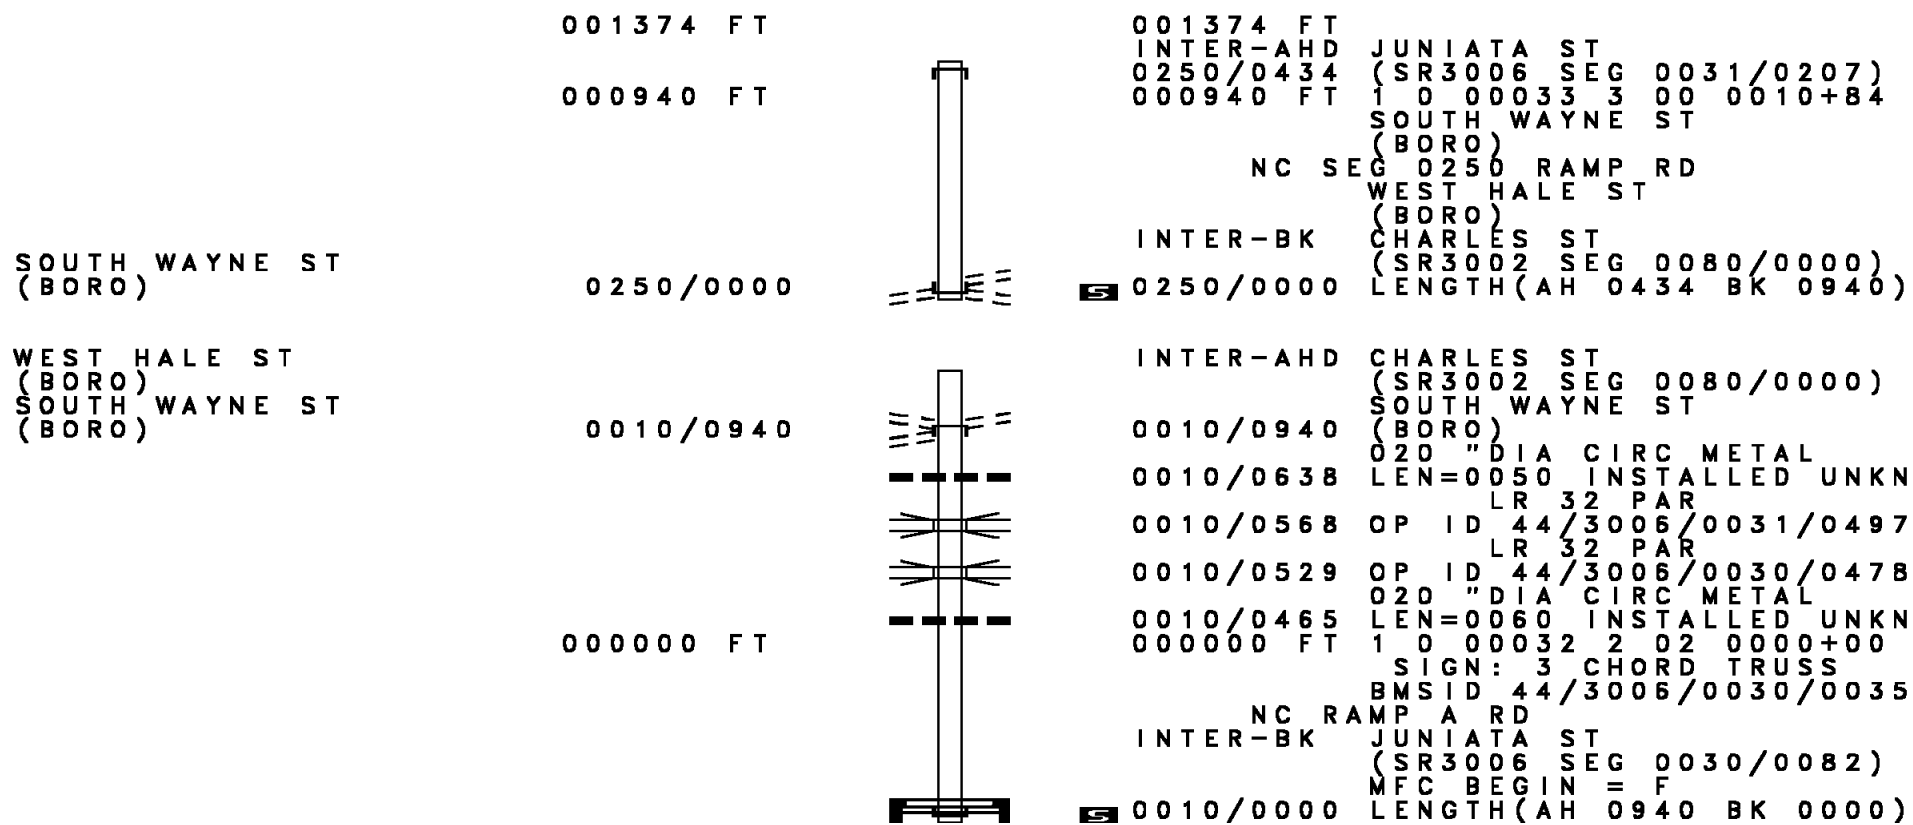 001374 FT 001374 FT
INTER-AHD JUNIATA ST
0250/0434 (SR3006 SEG 0031/0207)
000940 FT 000940 FT 1 0 00033 3 00 0010+84
SOUTH WAYNE ST
(BORO)
NC SEG 0250 RAMP RD
WEST HALE ST
(BORO)
INTER-BK CHARLES ST
SOUTH WAYNE ST (SR3002 SEG 0080/0000)
(BORO) 0250/0000 S 0250/0000 LENGTH(AH 0434 BK 0940)
WEST HALE ST INTER-AHD CHARLES ST
(BORO) (SR3002 SEG 0080/0000)
SOUTH WAYNE ST SOUTH WAYNE ST
(BORO) 0010/0940 0010/0940 (BORO)
020 "DIA CIRC METAL
0010/0638 LEN=0050 INSTALLED UNKN
LR 32 PAR
0010/0568 OP ID 44/3006/0031/0497
LR 32 PAR
0010/0529 OP ID 44/3006/0030/0478
020 "DIA CIRC METAL
0010/0465 LEN=0060 INSTALLED UNKN
000000 FT 000000 FT 1 0 00032 2 02 0000+00
SIGN: 3 CHORD TRUSS
BMSID 44/3006/0030/0035
NC RAMP A RD
INTER-BK JUNIATA ST
(SR3006 SEG 0030/0082)
MFC BEGIN = F
S 0010/0000 LENGTH(AH 0940 BK 0000)